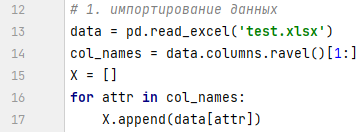 12 # 1. импортирование данных
13 data = pd.read_excel('test.xlsx')
14 col_names = data.columns.ravel()[1:]
15 X = []
16 for attr in col_names:
17 X.append(data[attr])